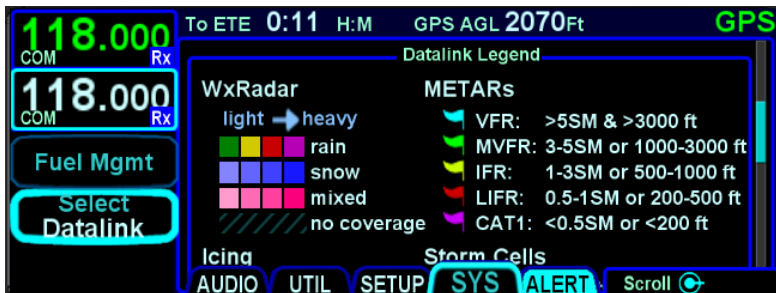 118.000
COM Rx
118.000
COM Rx
Fuel Mgmt
Select
Datalink
To ETE 0:11 H:M GPS AGL 2070Ft GPS
Datalink Legend
WxRadar
light heavy
rain
snow
mixed
no coverage
Icing
METARs
VFR: >5SM & >3000 ft
MVFR: 3-5SM or 1000-3000 ft
IFR: 1-3SM or 500-1000 ft
LIFR: 0.5-1SM or 200-500 ft
CAT1: <0.5SM or <200 ft
Storm Cells
AUDIO UTIL SETUP SYS ALERT Scroll